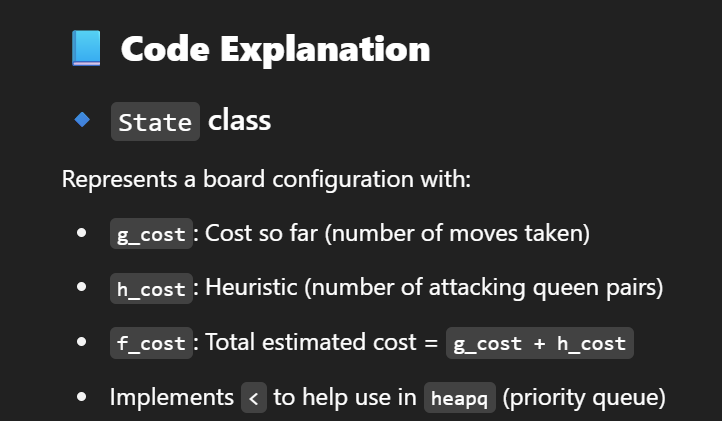 Code Explanation
State class
Represents a board configuration with:
• g_cost: Cost so far (number of moves taken)
• h_cost: Heuristic (number of attacking queen pairs)
• f_cost: Total estimated cost = g_cost + h_cost
• Implements < to help use in heapq (priority queue)